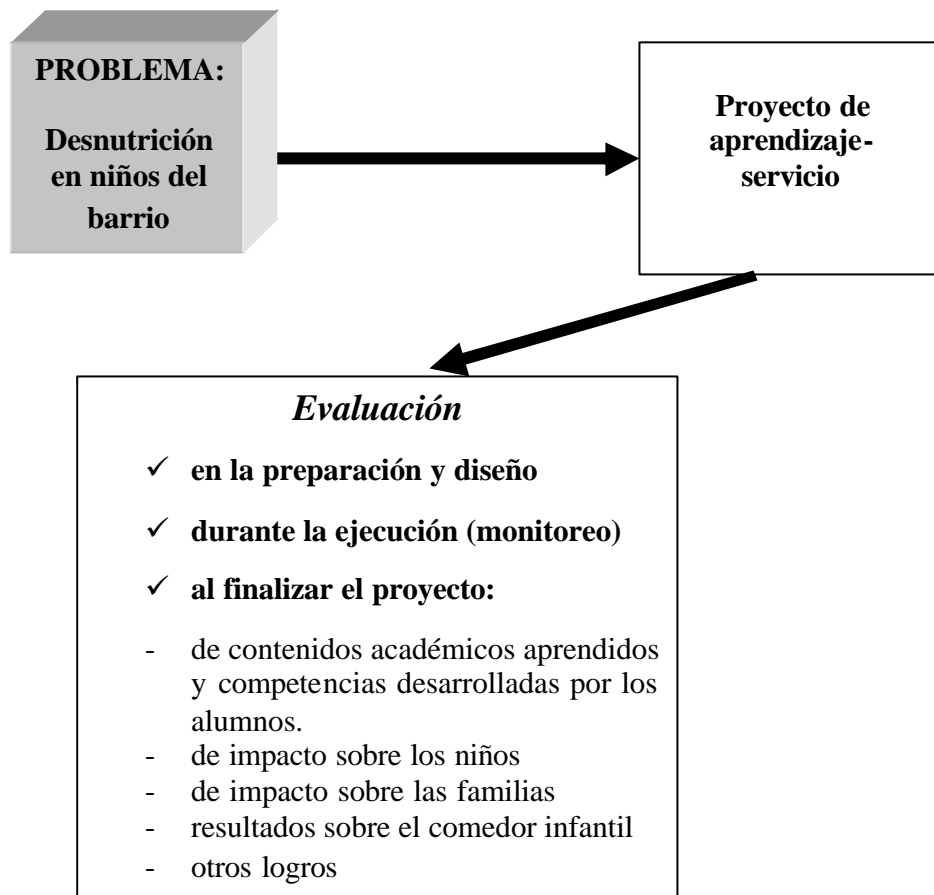 PROBLEMA:
Desnutrición
en niños del
barrio
Proyecto de
aprendizaje-
servicio
Evaluación
✓ en la preparación y diseño
✓ durante la ejecución (monitoreo)
✓ al finalizar el proyecto:
- de contenidos académicos aprendidos
y competencias desarrolladas por los
alumnos.
- de impacto sobre los niños
- de impacto sobre las familias
- resultados sobre el comedor infantil
- otros logros